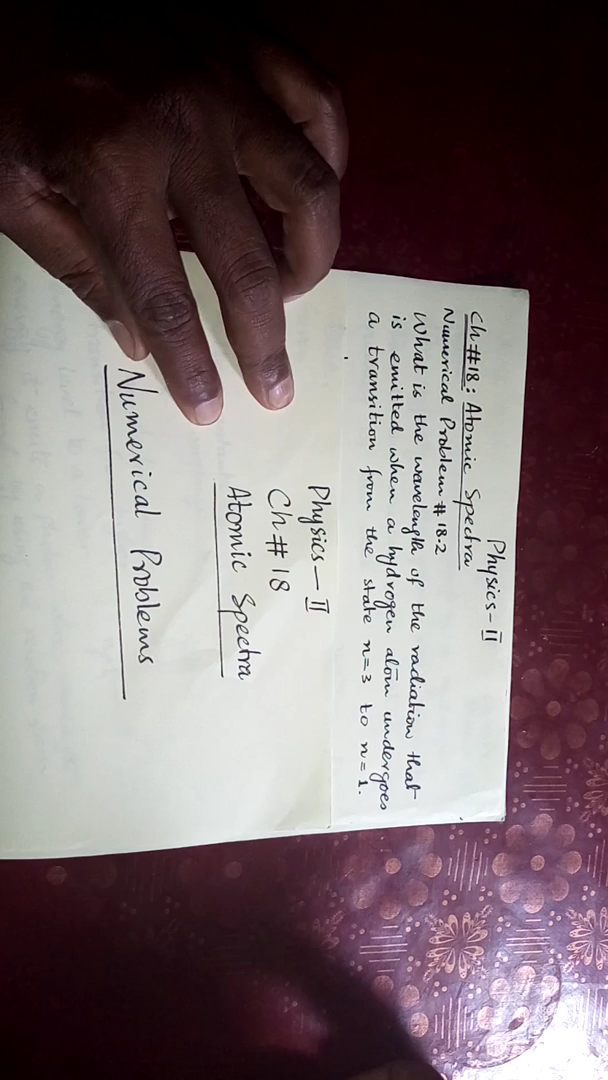 Physics-II
Ch#18: Atomic Spectra
Numerical Problem # 18.2
What is the wavelength of the radiation that
is emitted when a hydrogen atom undergoes
a transition from the state n=3 to n=1.
Physics-II
Ch#18
Atomic Spectra
Numerical Problems